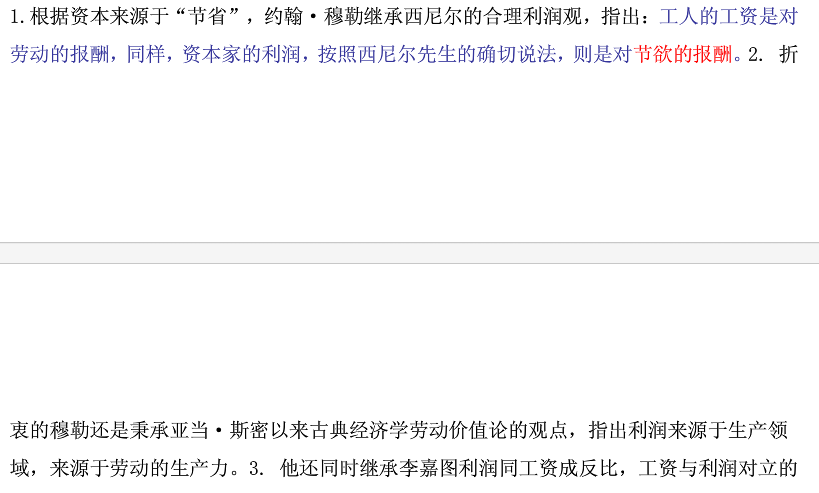 1.根据资本来源于“节省”，约翰·穆勒继承西尼尔的合理利润观，指出：工人的工资是对
劳动的报酬，同样，资本家的利润，按照西尼尔先生的确切说法，则是对节欲的报酬。2. 折
衷的穆勒还是秉承亚当·斯密以来古典经济学劳动价值论的观点，指出利润来源于生产领
域，来源于劳动的生产力。3. 他还同时继承李嘉图利润同工资成反比，工资与利润对立的